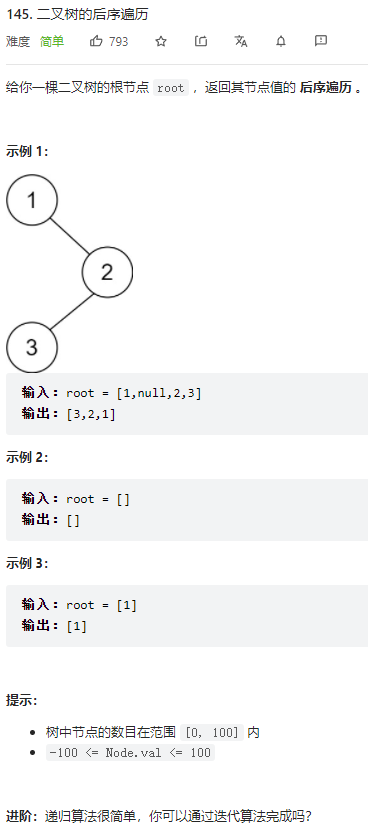 145. 二叉树的后序遍历
难度 简单 793
给你一棵二叉树的根节点 root ，返回其节点值的 后序遍历 。
示例 1：
1
2
3
输入：root = [1,null,2,3]
输出：[3,2,1]
示例 2：
输入：root = []
输出：[]
示例 3：
输入：root = [1]
输出：[1]
提示：
树中节点的数目在范围 [0, 100] 内
-100 <= Node.val <= 100
进阶：递归算法很简单，你可以通过迭代算法完成吗？